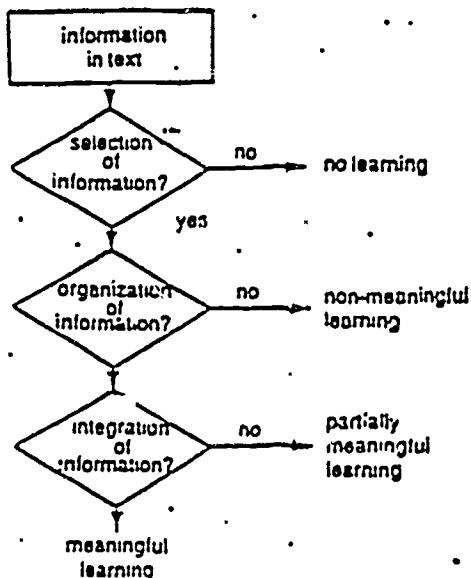 information
in text
selection
of
information?
no
no learning
yes
organization
of
information?
no
non-meaningful
learning
integration
of
information?
no
partially
meaningful
learning
meaningful
learning